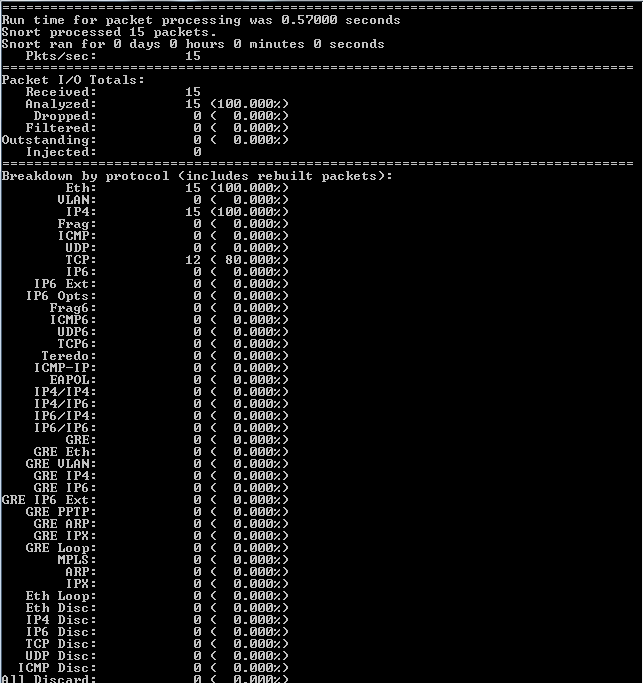 ===============================================================================
Run time for packet processing was 0.57000 seconds
Snort processed 15 packets.
Snort ran for 0 days 0 hours 0 minutes 0 seconds
   Pkts/sec:           15
===============================================================================
Packet I/O Totals:
   Received:           15
   Analyzed:           15 (100.000%)
    Dropped:            0 (  0.000%)
   Filtered:            0 (  0.000%)
Outstanding:            0 (  0.000%)
   Injected:            0
===============================================================================
Breakdown by protocol (includes rebuilt packets):
        Eth:           15 (100.000%)
       VLAN:            0 (  0.000%)
        IP4:           15 (100.000%)
       Frag:            0 (  0.000%)
       ICMP:            0 (  0.000%)
        UDP:            0 (  0.000%)
        TCP:           12 ( 80.000%)
        IP6:            0 (  0.000%)
    IP6 Ext:            0 (  0.000%)
   IP6 Opts:            0 (  0.000%)
      Frag6:            0 (  0.000%)
      ICMP6:            0 (  0.000%)
       UDP6:            0 (  0.000%)
       TCP6:            0 (  0.000%)
     Teredo:            0 (  0.000%)
    ICMP-IP:            0 (  0.000%)
      EAPOL:            0 (  0.000%)
    IP4/IP4:            0 (  0.000%)
    IP4/IP6:            0 (  0.000%)
    IP6/IP4:            0 (  0.000%)
    IP6/IP6:            0 (  0.000%)
        GRE:            0 (  0.000%)
    GRE Eth:            0 (  0.000%)
   GRE VLAN:            0 (  0.000%)
    GRE IP4:            0 (  0.000%)
    GRE IP6:            0 (  0.000%)
GRE IP6 Ext:            0 (  0.000%)
   GRE PPTP:            0 (  0.000%)
    GRE ARP:            0 (  0.000%)
    GRE IPX:            0 (  0.000%)
   GRE Loop:            0 (  0.000%)
       MPLS:            0 (  0.000%)
        ARP:            0 (  0.000%)
        IPX:            0 (  0.000%)
   Eth Loop:            0 (  0.000%)
   Eth Disc:            0 (  0.000%)
   IP4 Disc:            0 (  0.000%)
   IP6 Disc:            0 (  0.000%)
   TCP Disc:            0 (  0.000%)
   UDP Disc:            0 (  0.000%)
  ICMP Disc:            0 (  0.000%)
All Discard:            0 (  0.000%)